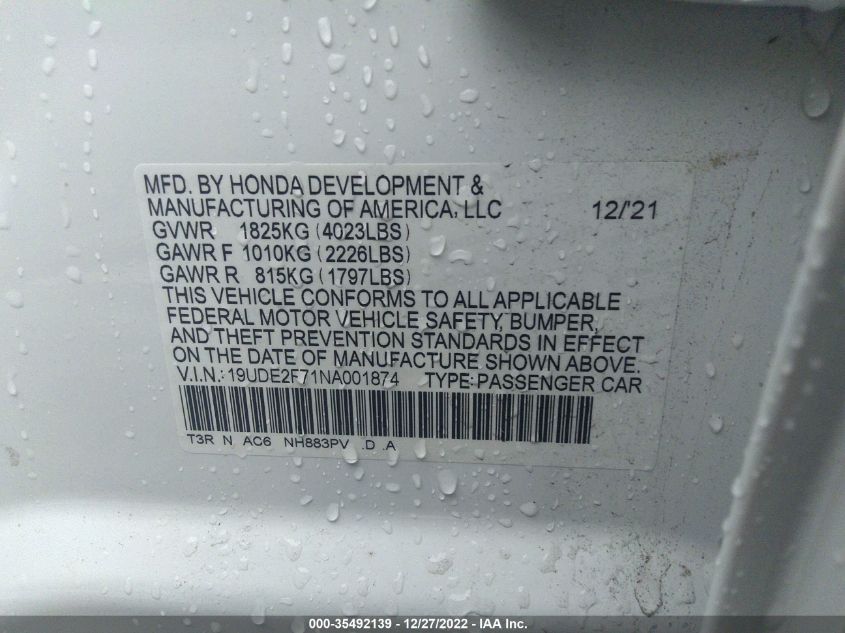 MFD. BY HONDA DEVELOPMENT &
MANUFACTURING OF AMERICA, LLC 12/'21
GVWR 1825KG (4023LBS)
GAWR F 1010KG (2226LBS)
GAWR R 815KG (1797LBS)
THIS VEHICLE CONFORMS TO ALL APPLICABLE
FEDERAL MOTOR VEHICLE SAFETY, BUMPER,
AND THEFT PREVENTION STANDARDS IN EFFECT
ON THE DATE OF MANUFACTURE SHOWN ABOVE.
V.I.N.: 19UDE2F71NA001874 TYPE: PASSENGER CAR
T3R N AC6 NH883PV .D .A
000-35492139 - 12/27/2022 - IAA Inc.